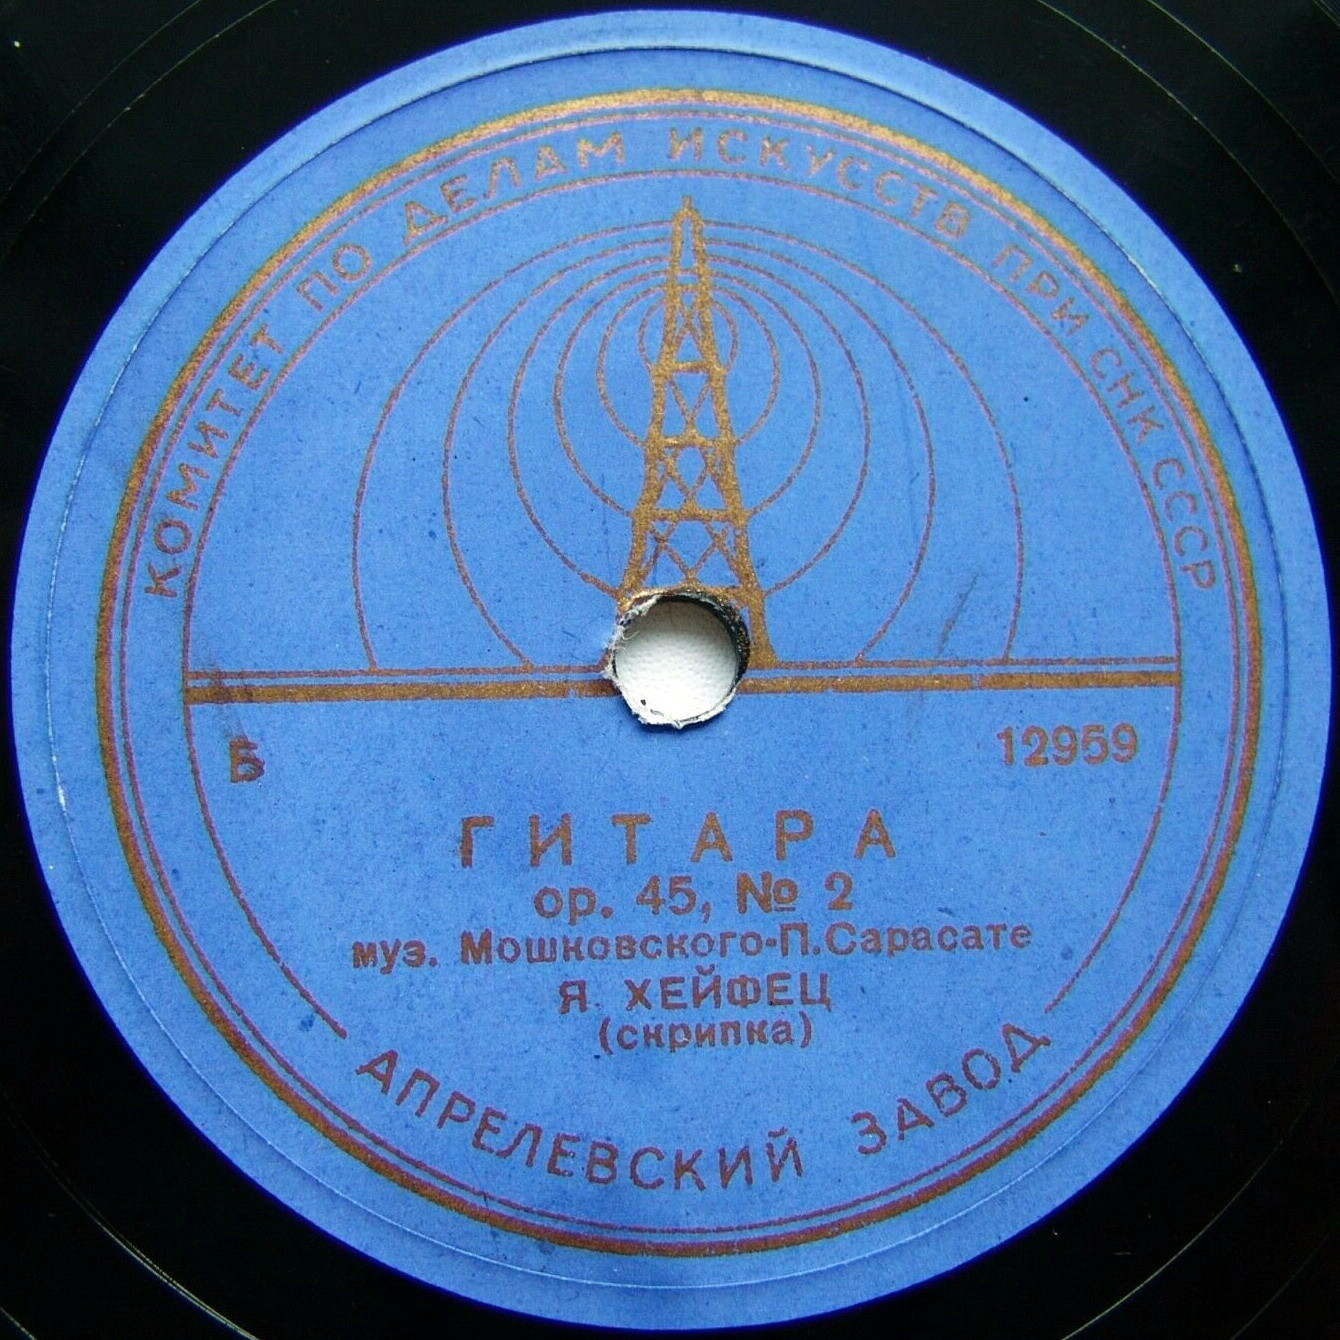 КОМИТЕТ ПО ДЕЛАМ ИСКУССТВ ПРИ СНК СССР
Б 12959
ГИТАРА
ор. 45, № 2
муз. Мошковского-П.Сарасате
Я. ХЕЙФЕЦ
(скрипка)
АПРЕЛЕВСКИЙ ЗАВОД